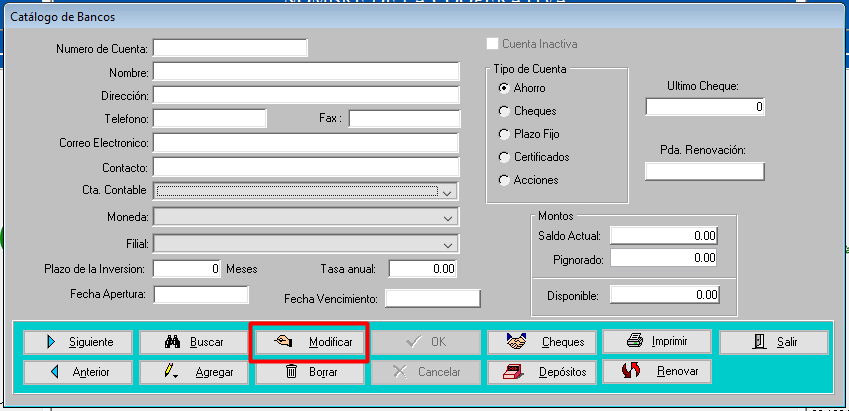 Catálogo de Bancos
Numero de Cuenta:
Cuenta Inactiva
Nombre:
Tipo de Cuenta
Dirección:
Ahorro
Ultimo Cheque:
0
Telefono:
Fax :
Cheques
Correo Electronico:
Plazo Fijo
Pda. Renovación:
Contacto:
Certificados
Cta. Contable
Acciones
Moneda:
Montos
Saldo Actual:
0.00
Filial:
Pignorado:
0.00
Plazo de la Inversion:
0 Meses
Tasa anual:
0.00
Fecha Apertura:
Fecha Vencimiento:
Disponible:
0.00
Siguiente
Buscar
Modificar
OK
Cheques
Imprimir
Salir
Anterior
Agregar
Borrar
Cancelar
Depósitos
Renovar